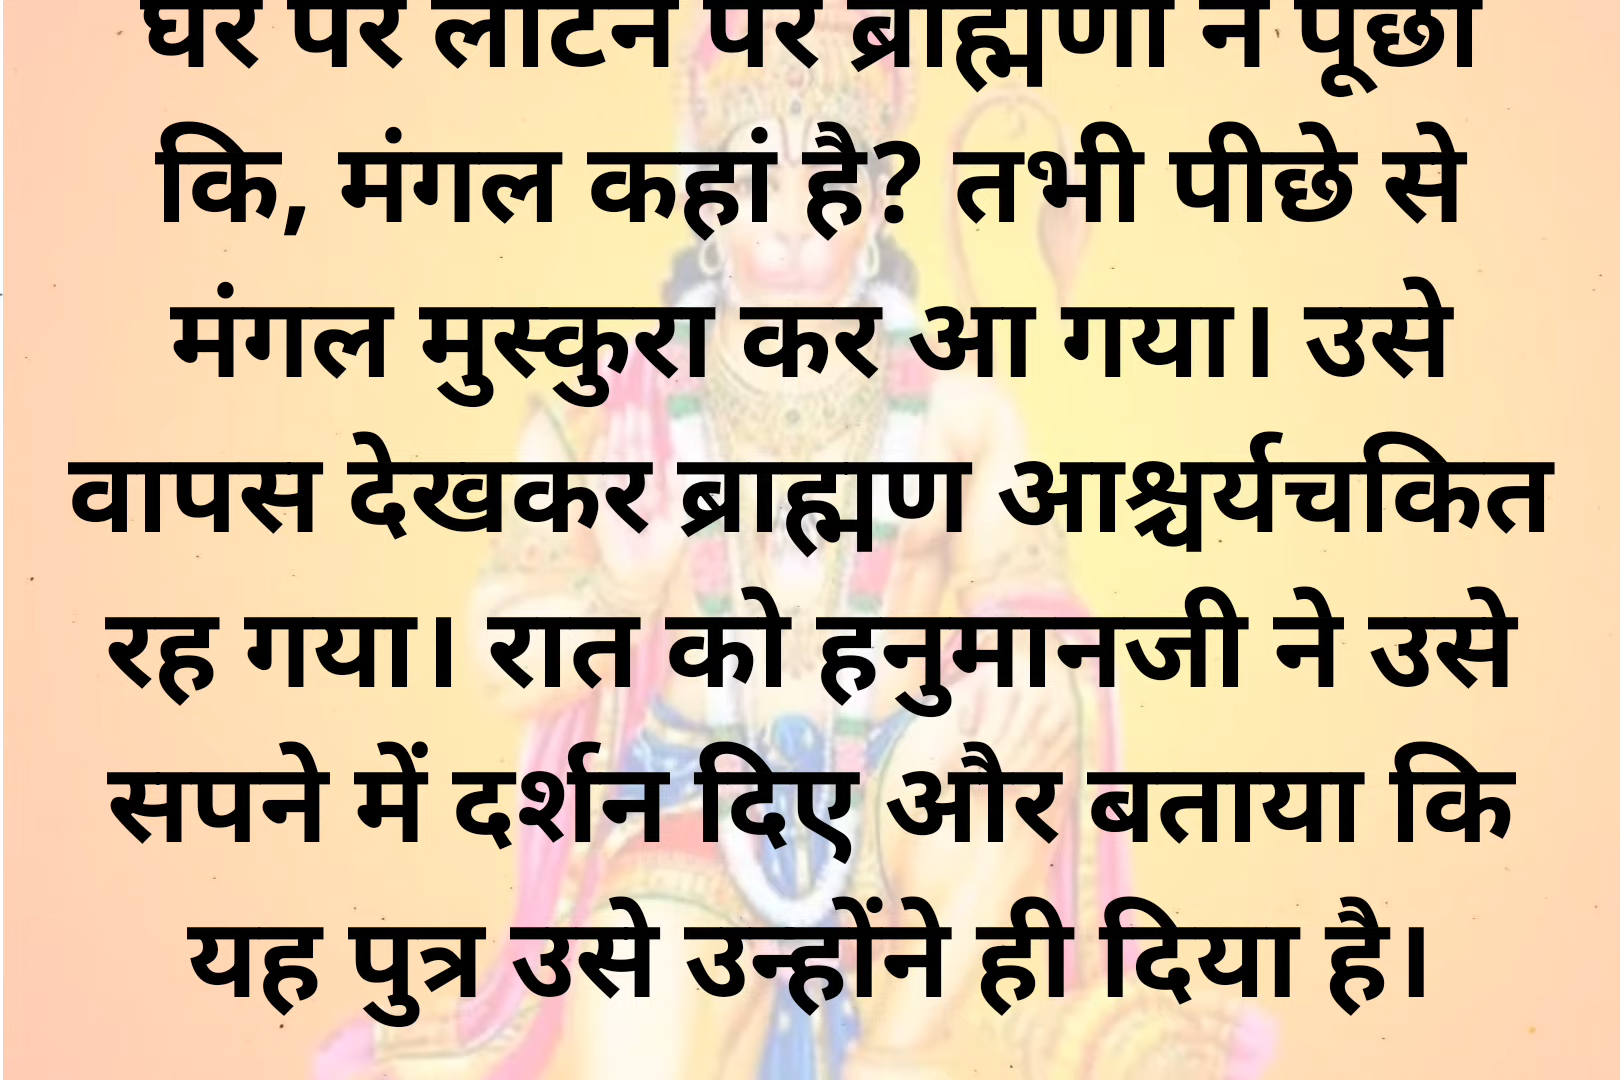 घर पर लौटने पर ब्राह्मणी ने पूछा
कि, मंगल कहां है? तभी पीछे से
मंगल मुस्कुरा कर आ गया। उसे
वापस देखकर ब्राह्मण आश्चर्यचकित
रह गया। रात को हनुमानजी ने उसे
सपने में दर्शन दिए और बताया कि
यह पुत्र उसे उन्होंने ही दिया है।